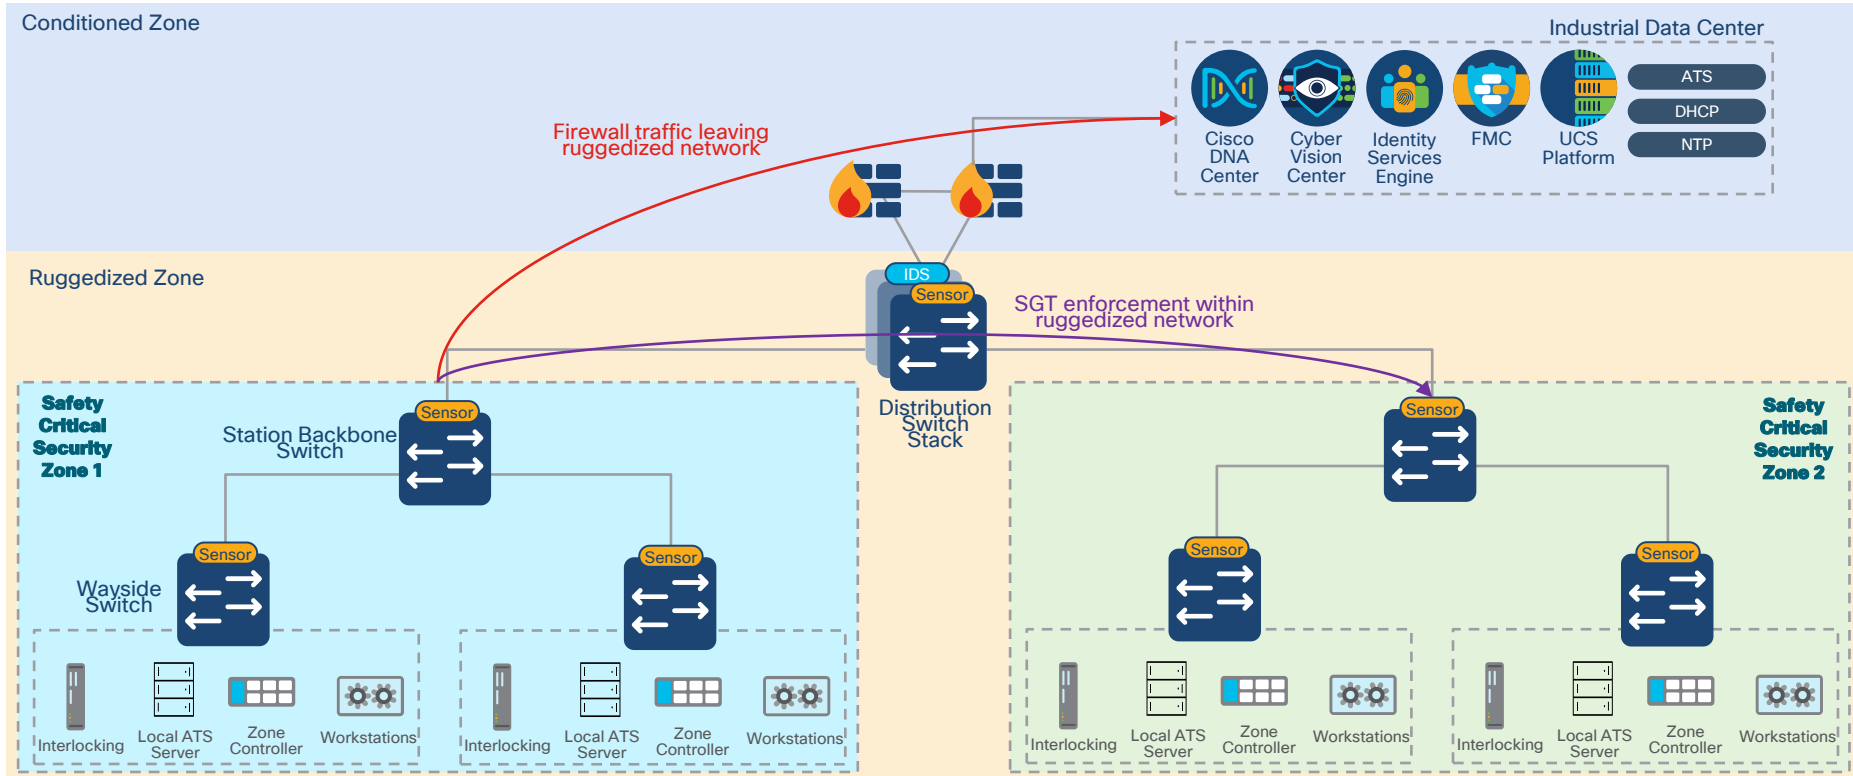 Conditioned Zone
Industrial Data Center
Cisco
DNA
Center
Cyber
Vision
Center
Identity
Services
Engine
FMC
UCS
Platform
ATS
DHCP
NTP
Firewall traffic leaving
ruggedized network
Ruggedized Zone
IDS
Sensor
SGT enforcement within
ruggedized network
Distribution
Switch
Stack
Safety
Critical
Security
Zone 1
Sensor
Station Backbone
Switch
Sensor
Wayside
Switch
Sensor
Interlocking
Local ATS
Server
Zone
Controller
Workstations
Interlocking
Local ATS
Server
Zone
Controller
Workstations
Safety
Critical
Security
Zone 2
Sensor
Sensor
Sensor
Interlocking
Local ATS
Server
Zone
Controller
Workstations
Interlocking
Local ATS
Server
Zone
Controller
Workstations